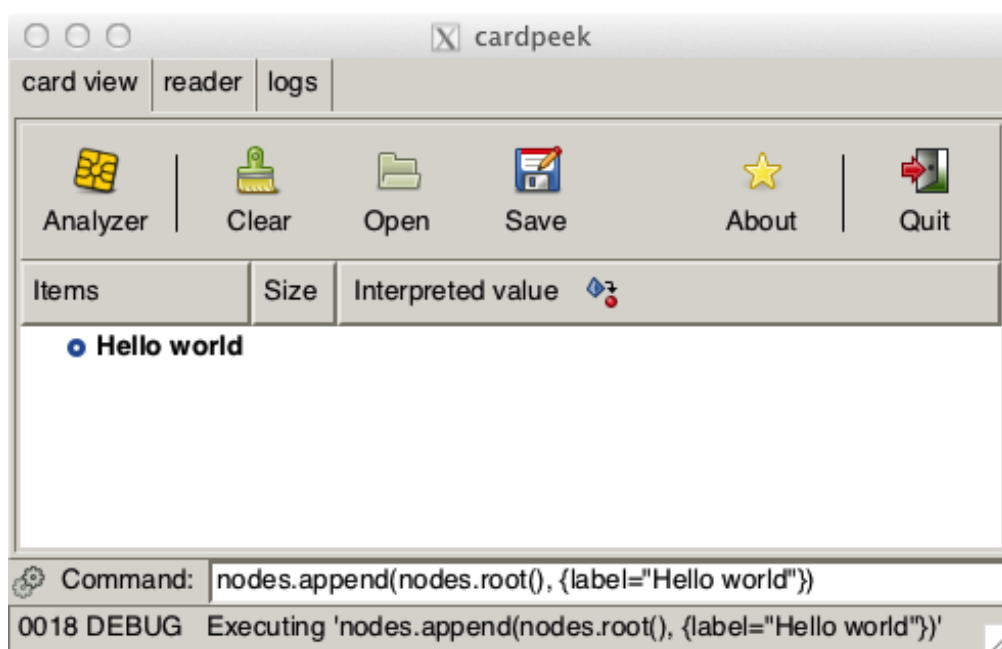 cardpeek
card view reader logs
Analyzer Clear Open Save About Quit
Items Size Interpreted value
Hello world
Command: nodes.append(nodes.root(), {label="Hello world"})
0018 DEBUG Executing 'nodes.append(nodes.root(), {label="Hello world"})'